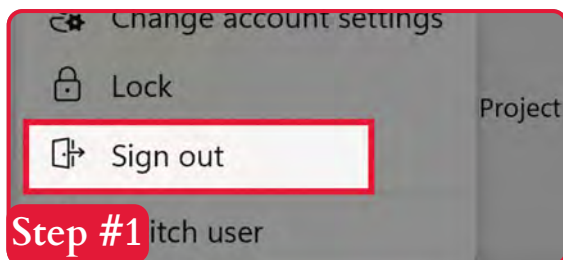 Change account settings
Lock
Project
Sign out
Step #1 itch user